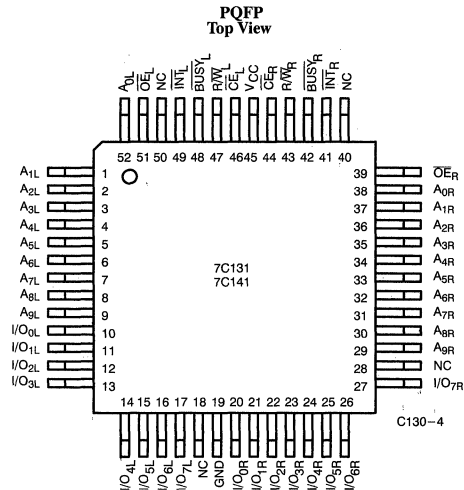 PQFP
Top View
A0L
OEL
NC
INTL
BUSYL
R/WL
CEL
VCC
CER
R/WR
BUSYR
INTR
NC
52 51 50 49 48 47 46 45 44 43 42 41 40
A1L 1
A2L 2
A3L 3
A4L 4
A5L 5
A6L 6
A7L 7
A8L 8
A9L 9
I/O0L 10
I/O1L 11
I/O2L 12
I/O3L 13
7C131
7C141
39 OER
38 A0R
37 A1R
36 A2R
35 A3R
34 A4R
33 A5R
32 A6R
31 A7R
30 A8R
29 A9R
28 NC
27 I/O7R
14 15 16 17 18 19 20 21 22 23 24 25 26
I/O4L
I/O5L
I/O6L
I/O7L
NC
GND
I/O0R
I/O1R
I/O2R
I/O3R
I/O4R
I/O5R
I/O6R
C130-4